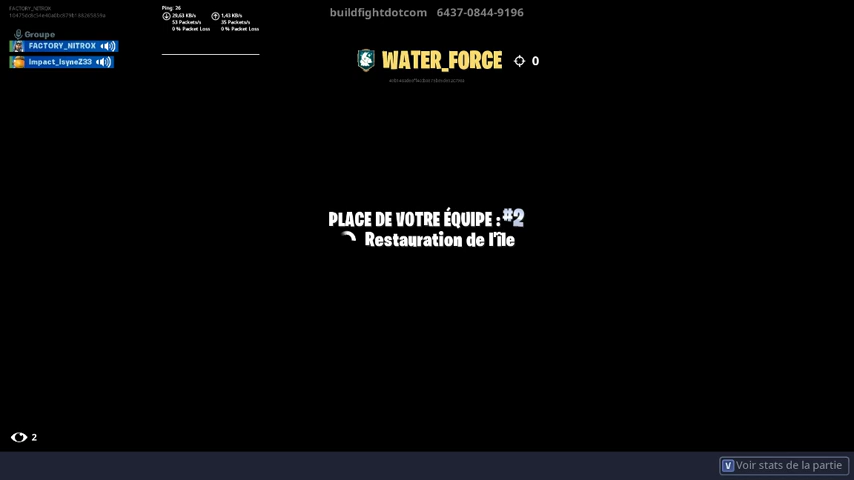 FACTORY_NITROX
Groupe
FACTORY_NITROX
impact_lsyneZ33
Ping: 26
29,63 KB/s 1,43 KB/s
53 Packets/s 35 Packets/s
0 % Packet Loss 0 % Packet Loss
buildfightdotcom 6437-0844-9196
WATER_FORCE 0
PLACE DE VOTRE ÉQUIPE : #2
Restauration de l'île
2
V Voir stats de la partie